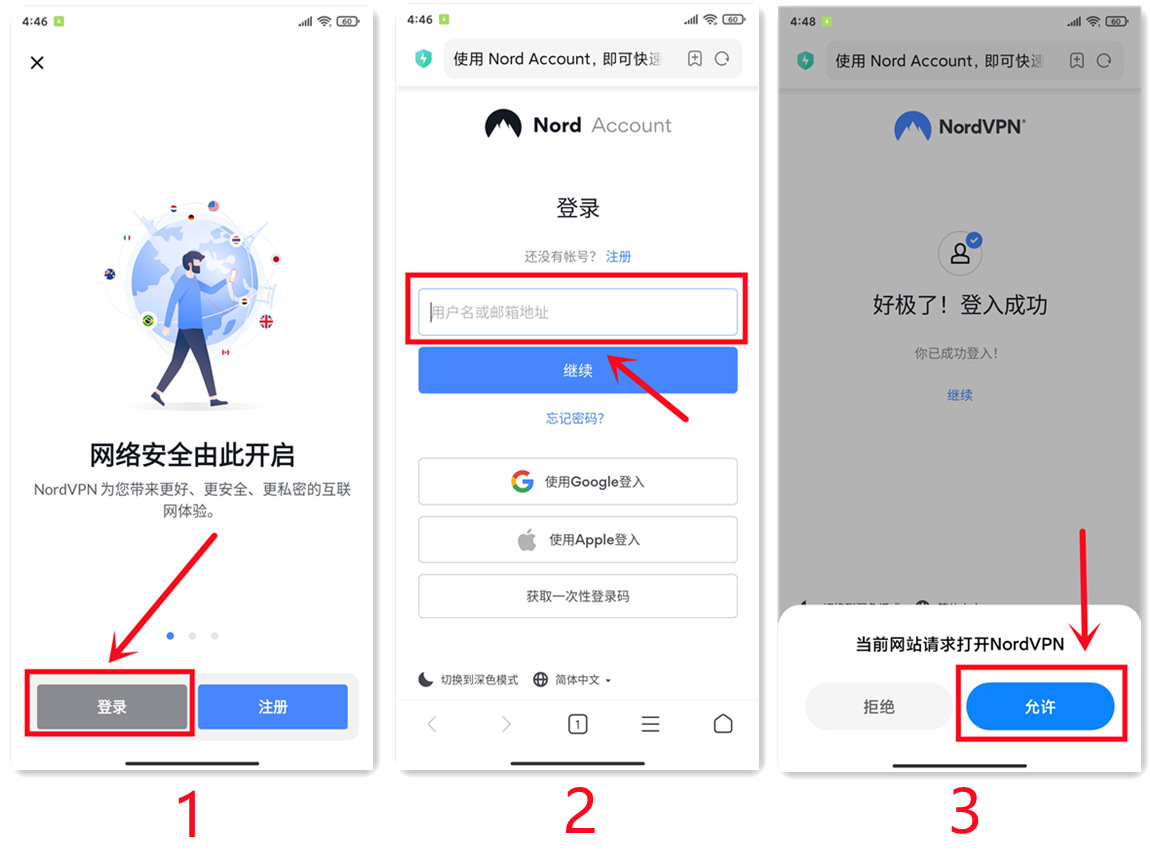 4:46
60
网络安全由此开启
NordVPN 为您带来更好、更安全、更私密的互联
网体验。
登录
注册
1
4:46
60
使用 Nord Account，即可快速
Nord Account
登录
还没有帐号？ 注册
用户名或邮箱地址
继续
忘记密码？
使用Google登入
使用Apple登入
获取一次性登录码
切换到深色模式
简体中文
1
2
4:48
60
使用 Nord Account，即可快速
NordVPN®
好极了！登入成功
你已成功登入！
继续
当前网站请求打开NordVPN
拒绝
允许
3